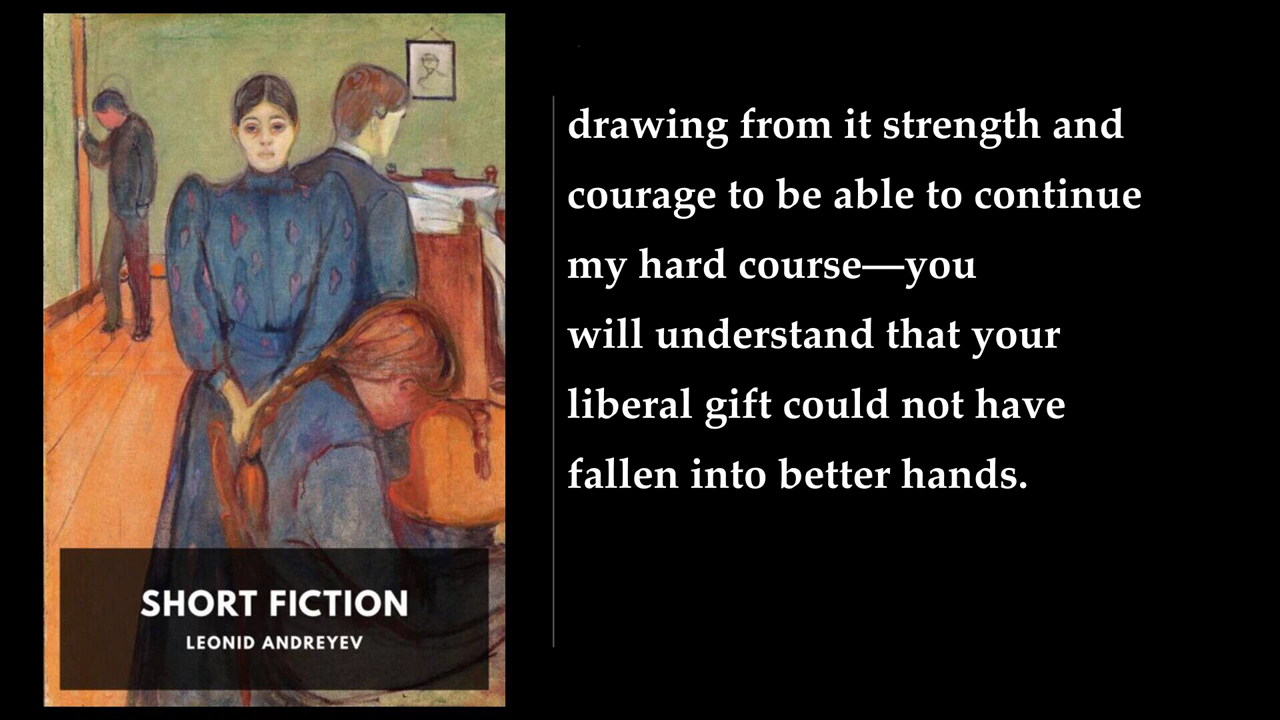 drawing from it strength and
courage to be able to continue
my hard course—you
will understand that your
liberal gift could not have
fallen into better hands.
SHORT FICTION
LEONID ANDREYEV